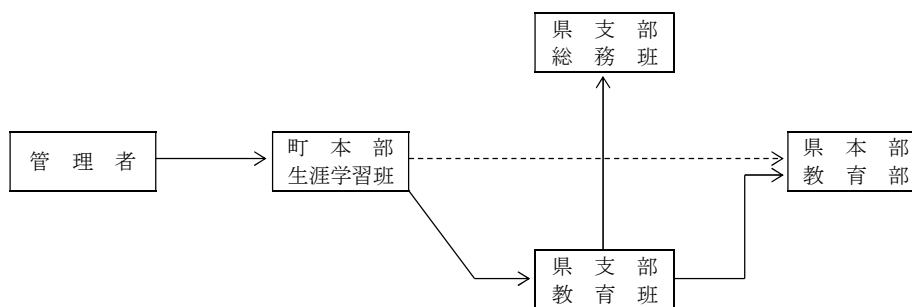 県支部
総務班
管理者
町本部
生涯学習班
県本部
教育部
県支部
教育班